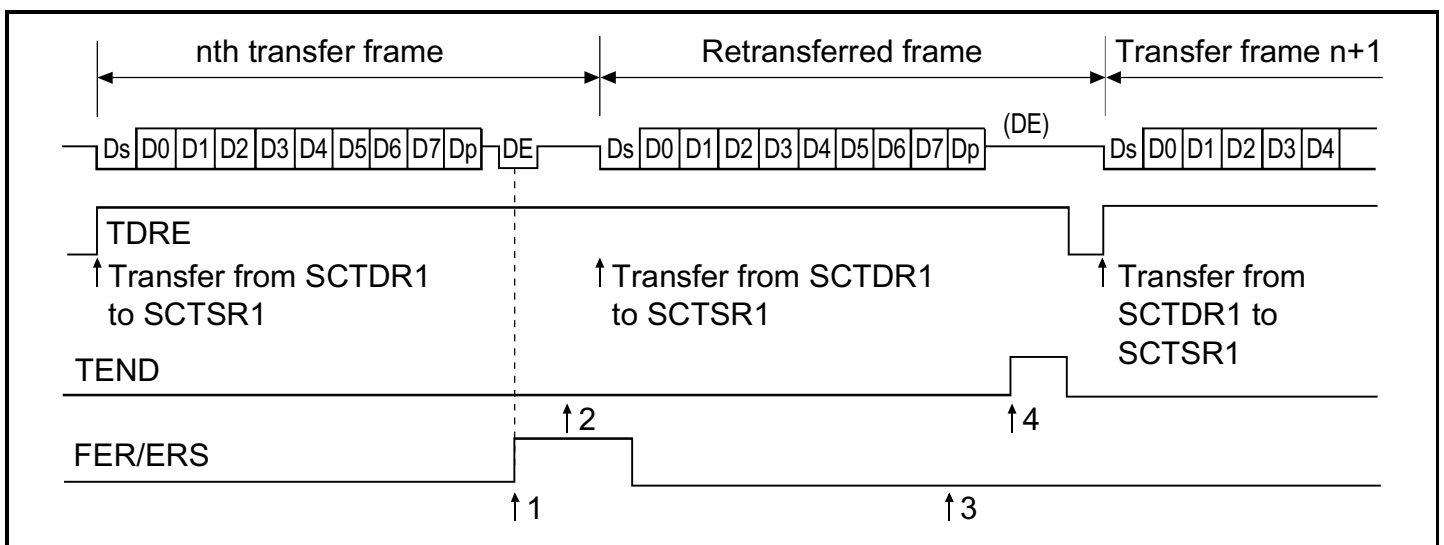 nth transfer frame Retransferred frame Transfer frame n+1
Ds D0 D1 D2 D3 D4 D5 D6 D7 Dp DE Ds D0 D1 D2 D3 D4 D5 D6 D7 Dp (DE) Ds D0 D1 D2 D3 D4
TDRE
Transfer from SCTDR1
to SCTSR1
Transfer from SCTDR1
to SCTSR1
Transfer from
SCTDR1 to
SCTSR1
TEND
2 4
FER/ERS
1 3